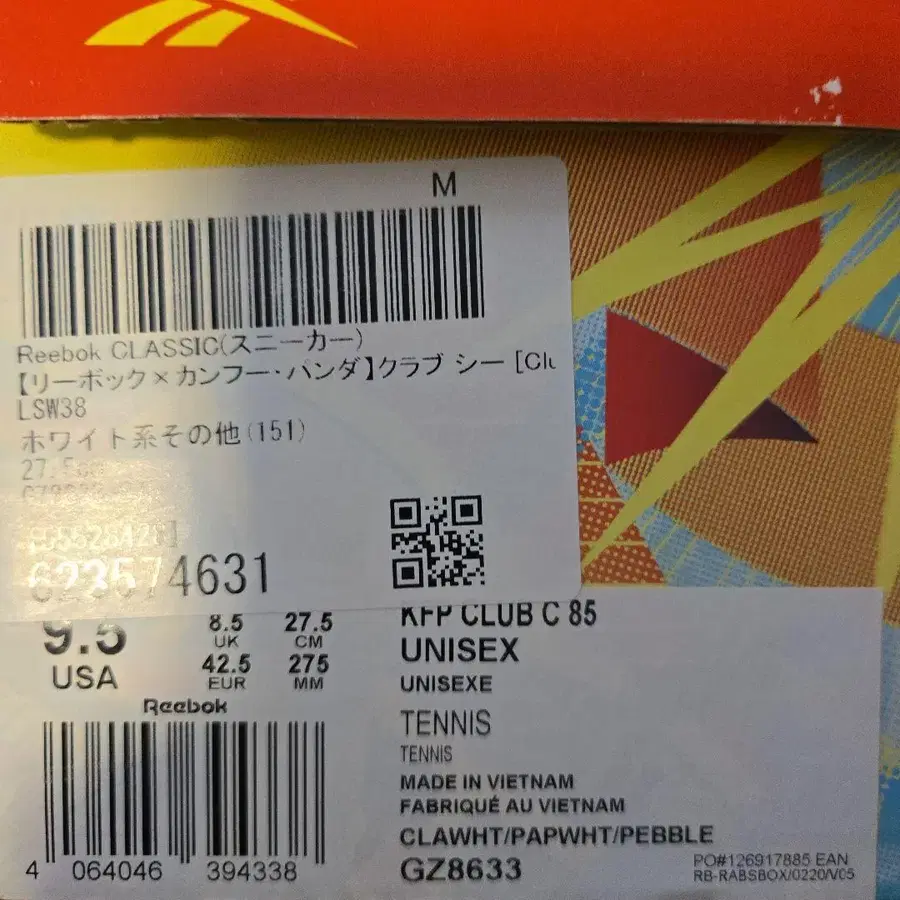 M
Reebok CLASSIC(スニーカー)
【リーボック×カンフー・パンダ】クラブ シー [Clu
LSW38
ホワイト系その他(151)
27.5cm
623574631
9.5
USA
8.5
UK
27.5
CM
42.5
EUR
275
MM
Reebok
4 064046 394338
KFP CLUB C 85
UNISEX
UNISEXE
TENNIS
TENNIS
MADE IN VIETNAM
FABRIQUÉ AU VIETNAM
CLAWHT/PAPWHT/PEBBLE
GZ8633
PO#126917885 EAN
RB-RABSBOX/0220/V05